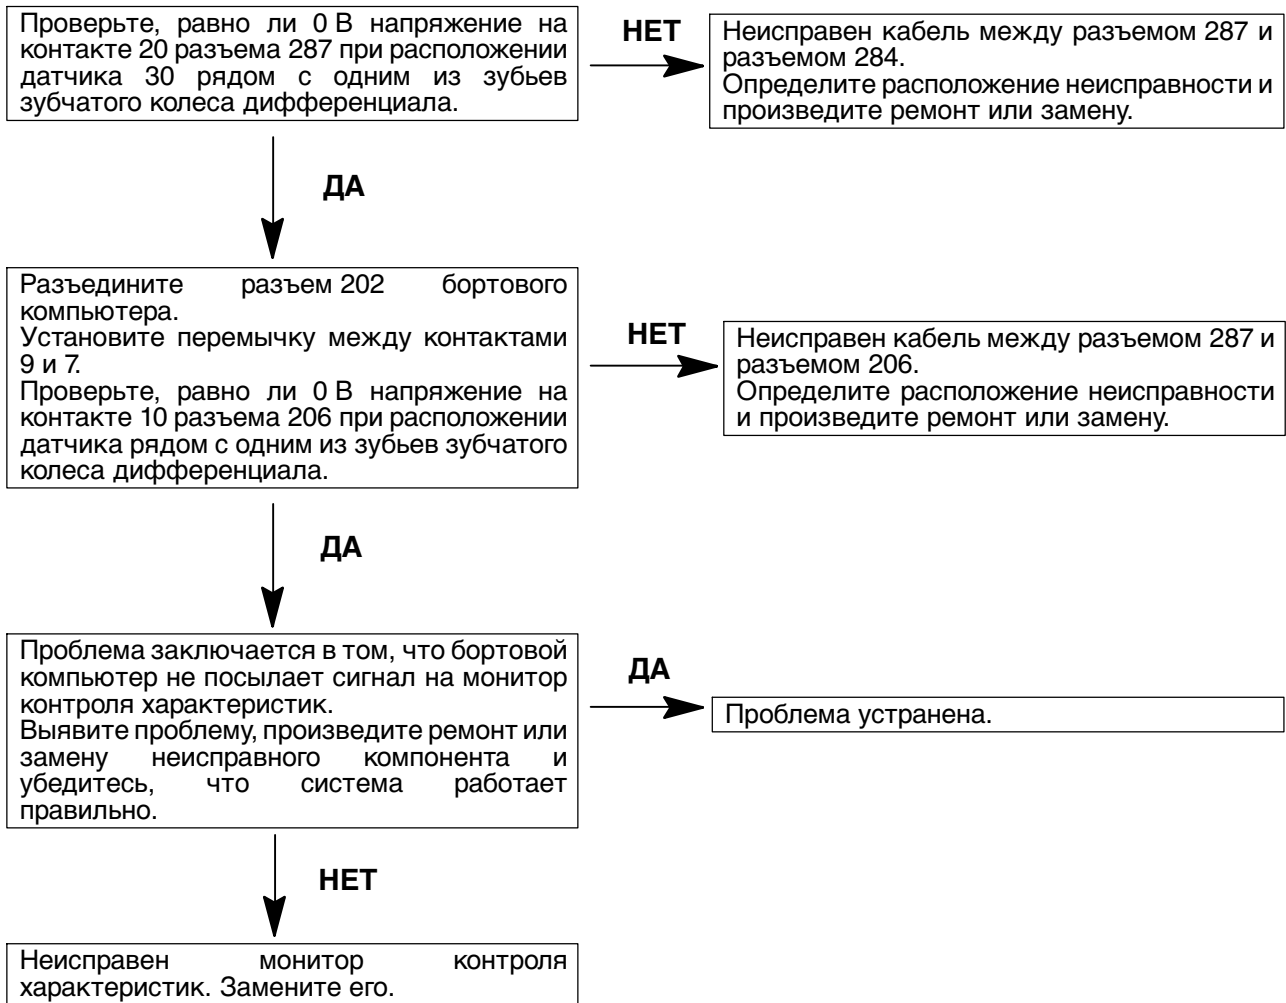 Проверьте, равно ли 0 В напряжение на
контакте 20 разъема 287 при расположении
датчика 30 рядом с одним из зубьев
зубчатого колеса дифференциала.
НЕТ
Неисправен кабель между разъемом 287 и
разъемом 284.
Определите расположение неисправности и
произведите ремонт или замену.
ДА
Разъедините разъем 202 бортового
компьютера.
Установите перемычку между контактами
9 и 7.
Проверьте, равно ли 0 В напряжение на
контакте 10 разъема 206 при расположении
датчика рядом с одним из зубьев зубчатого
колеса дифференциала.
НЕТ
Неисправен кабель между разъемом 287 и
разъемом 206.
Определите расположение неисправности
и произведите ремонт или замену.
ДА
Проблема заключается в том, что бортовой
компьютер не посылает сигнал на монитор
контроля характеристик.
Выявите проблему, произведите ремонт или
замену неисправного компонента и
убедитесь, что система работает
правильно.
ДА
Проблема устранена.
НЕТ
Неисправен монитор контроля
характеристик. Замените его.